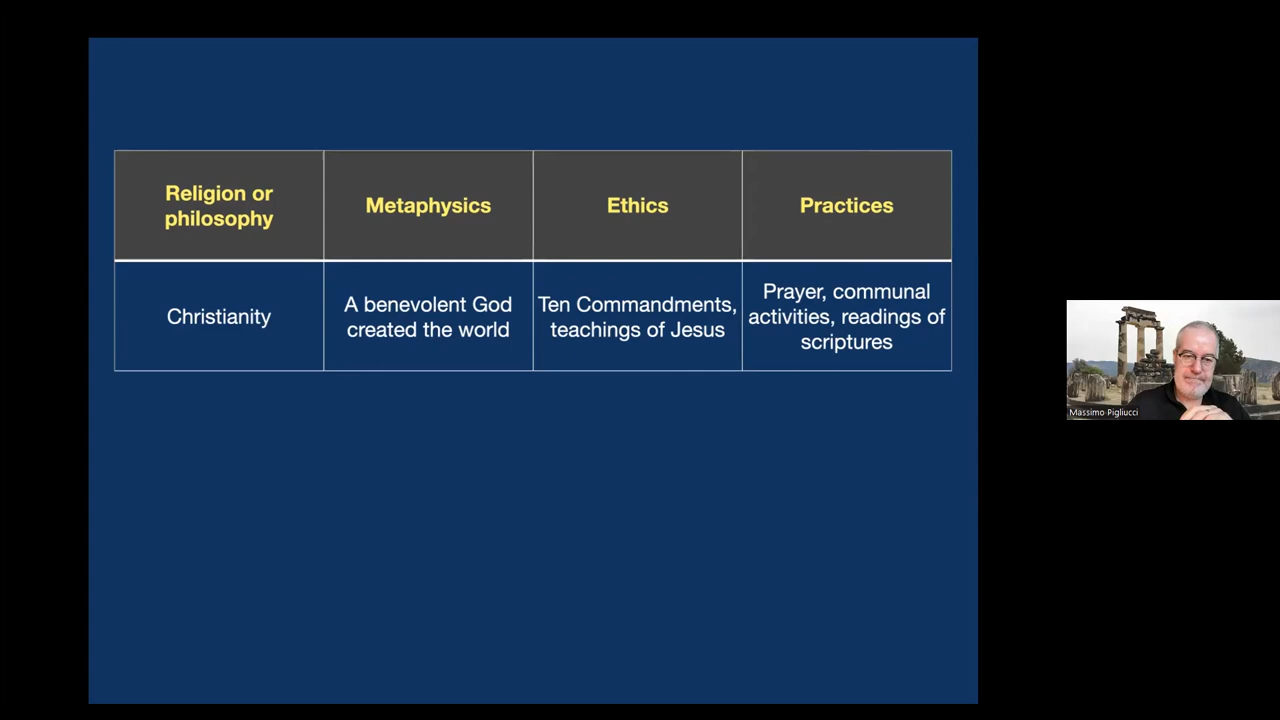 Religion or
philosophy
Metaphysics
Ethics
Practices
Christianity
A benevolent God
created the world
Ten Commandments,
teachings of Jesus
Prayer, communal
activities, readings of
scriptures
Massimo Pigliucci